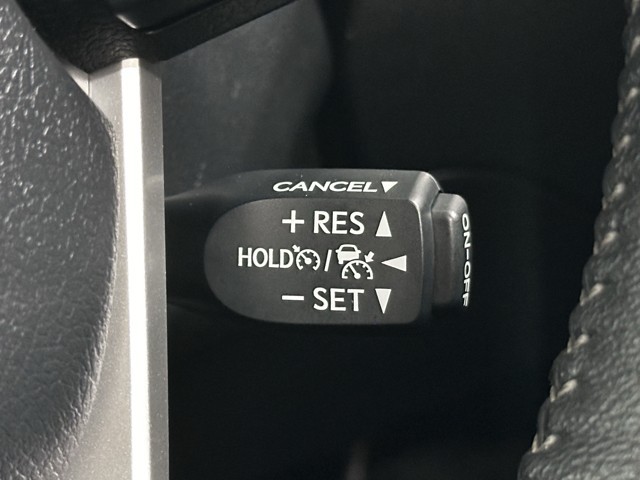 CANCEL▼
+ RES ▲
HOLD / ◀
− SET ▼
ON-OFF